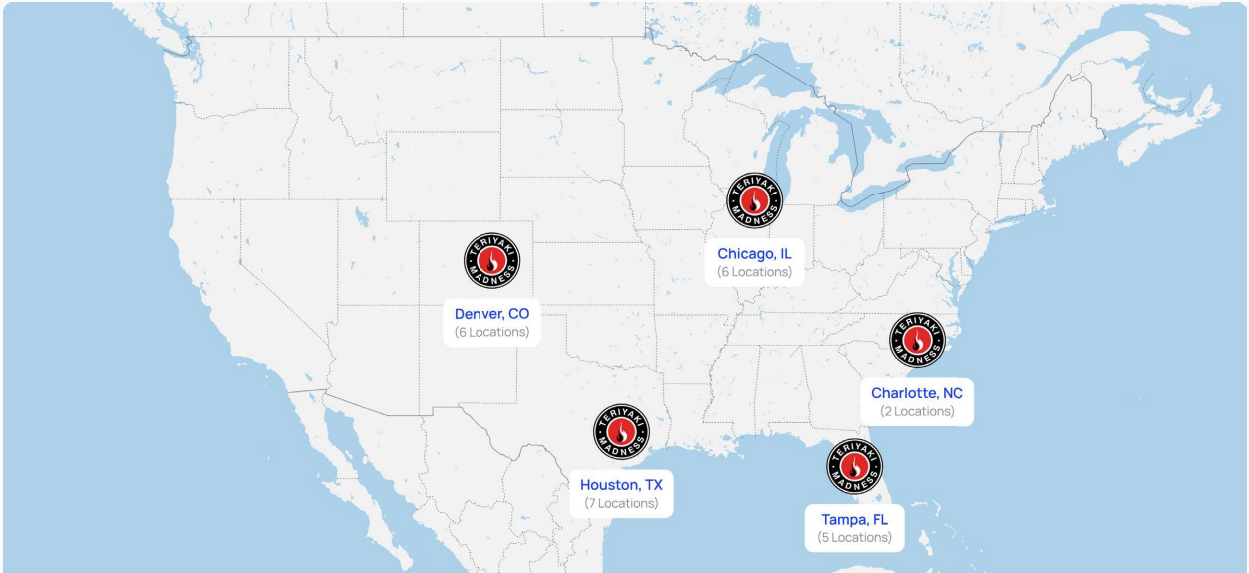 TERIYAKI
MADNESS
Chicago, IL
(6 Locations)
TERIYAKI
MADNESS
Denver, CO
(6 Locations)
TERIYAKI
MADNESS
Charlotte, NC
(2 Locations)
TERIYAKI
MADNESS
Houston, TX
(7 Locations)
TERIYAKI
MADNESS
Tampa, FL
(5 Locations)